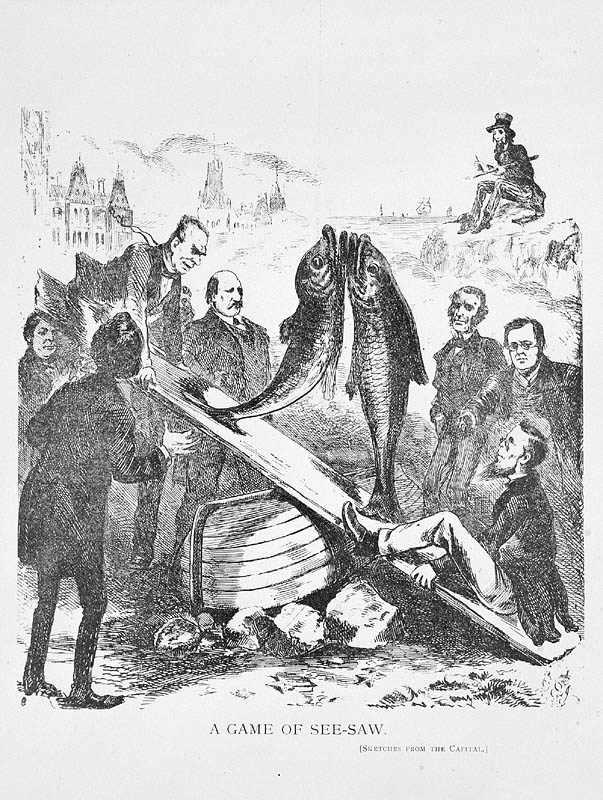 A GAME OF SEE-SAW.
[SKETCHES FROM THE CAPITAL.]